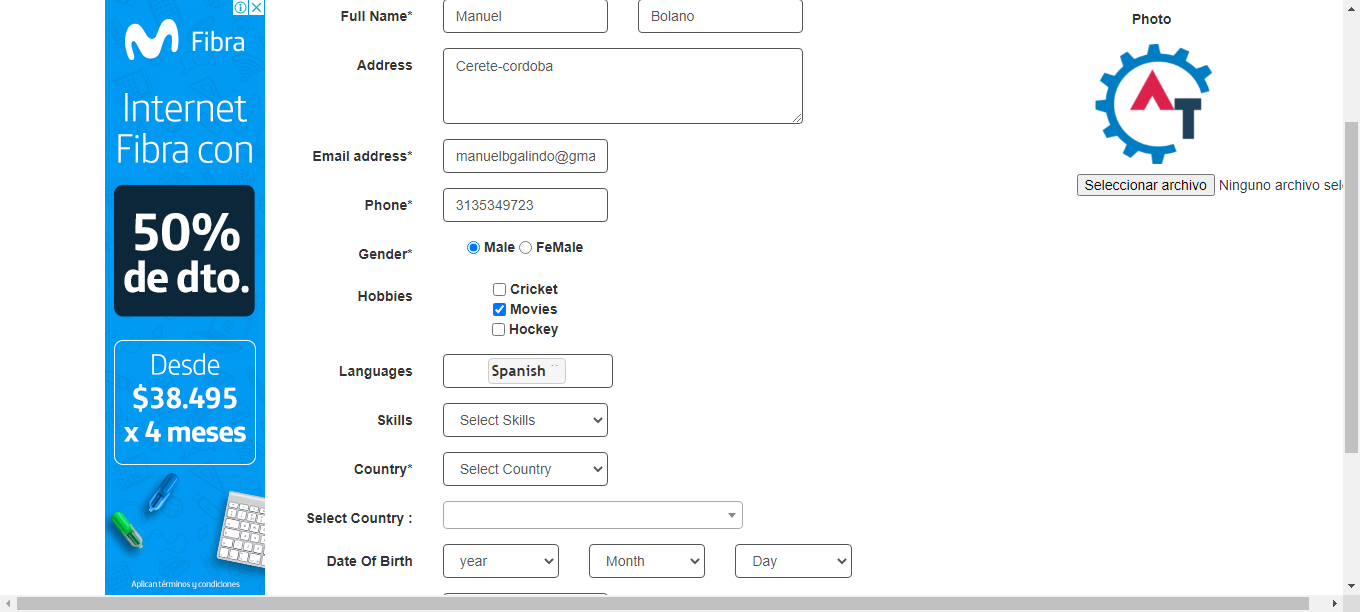 Fibra
Internet
Fibra con
50%
de dto.
Desde
$38.495
x 4 meses
Aplican términos y condiciones
Full Name* Manuel Bolano
Address Cerete-cordoba
Email address* manuelbgalindo@gma
Phone* 3135349723
Gender* Male FeMale
Hobbies Cricket
Movies
Hockey
Languages Spanish
Skills Select Skills
Country* Select Country
Select Country :
Date Of Birth year Month Day
Photo
AT
Seleccionar archivo Ninguno archivo sel